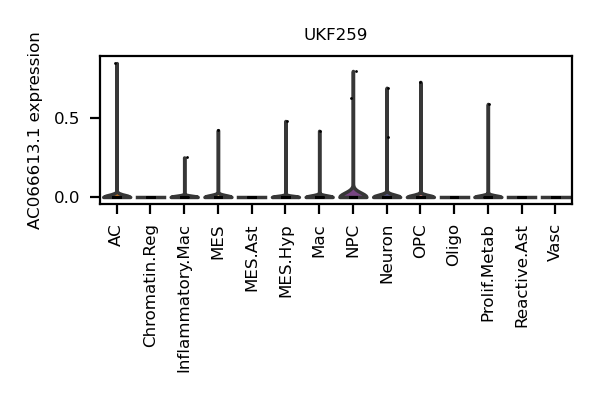 UKF259
AC066613.1 expression
0.5
0.0
AC
Chromatin.Reg
Inflammatory.Mac
MES
MES.Ast
MES.Hyp
Mac
NPC
Neuron
OPC
Oligo
Prolif.Metab
Reactive.Ast
Vasc